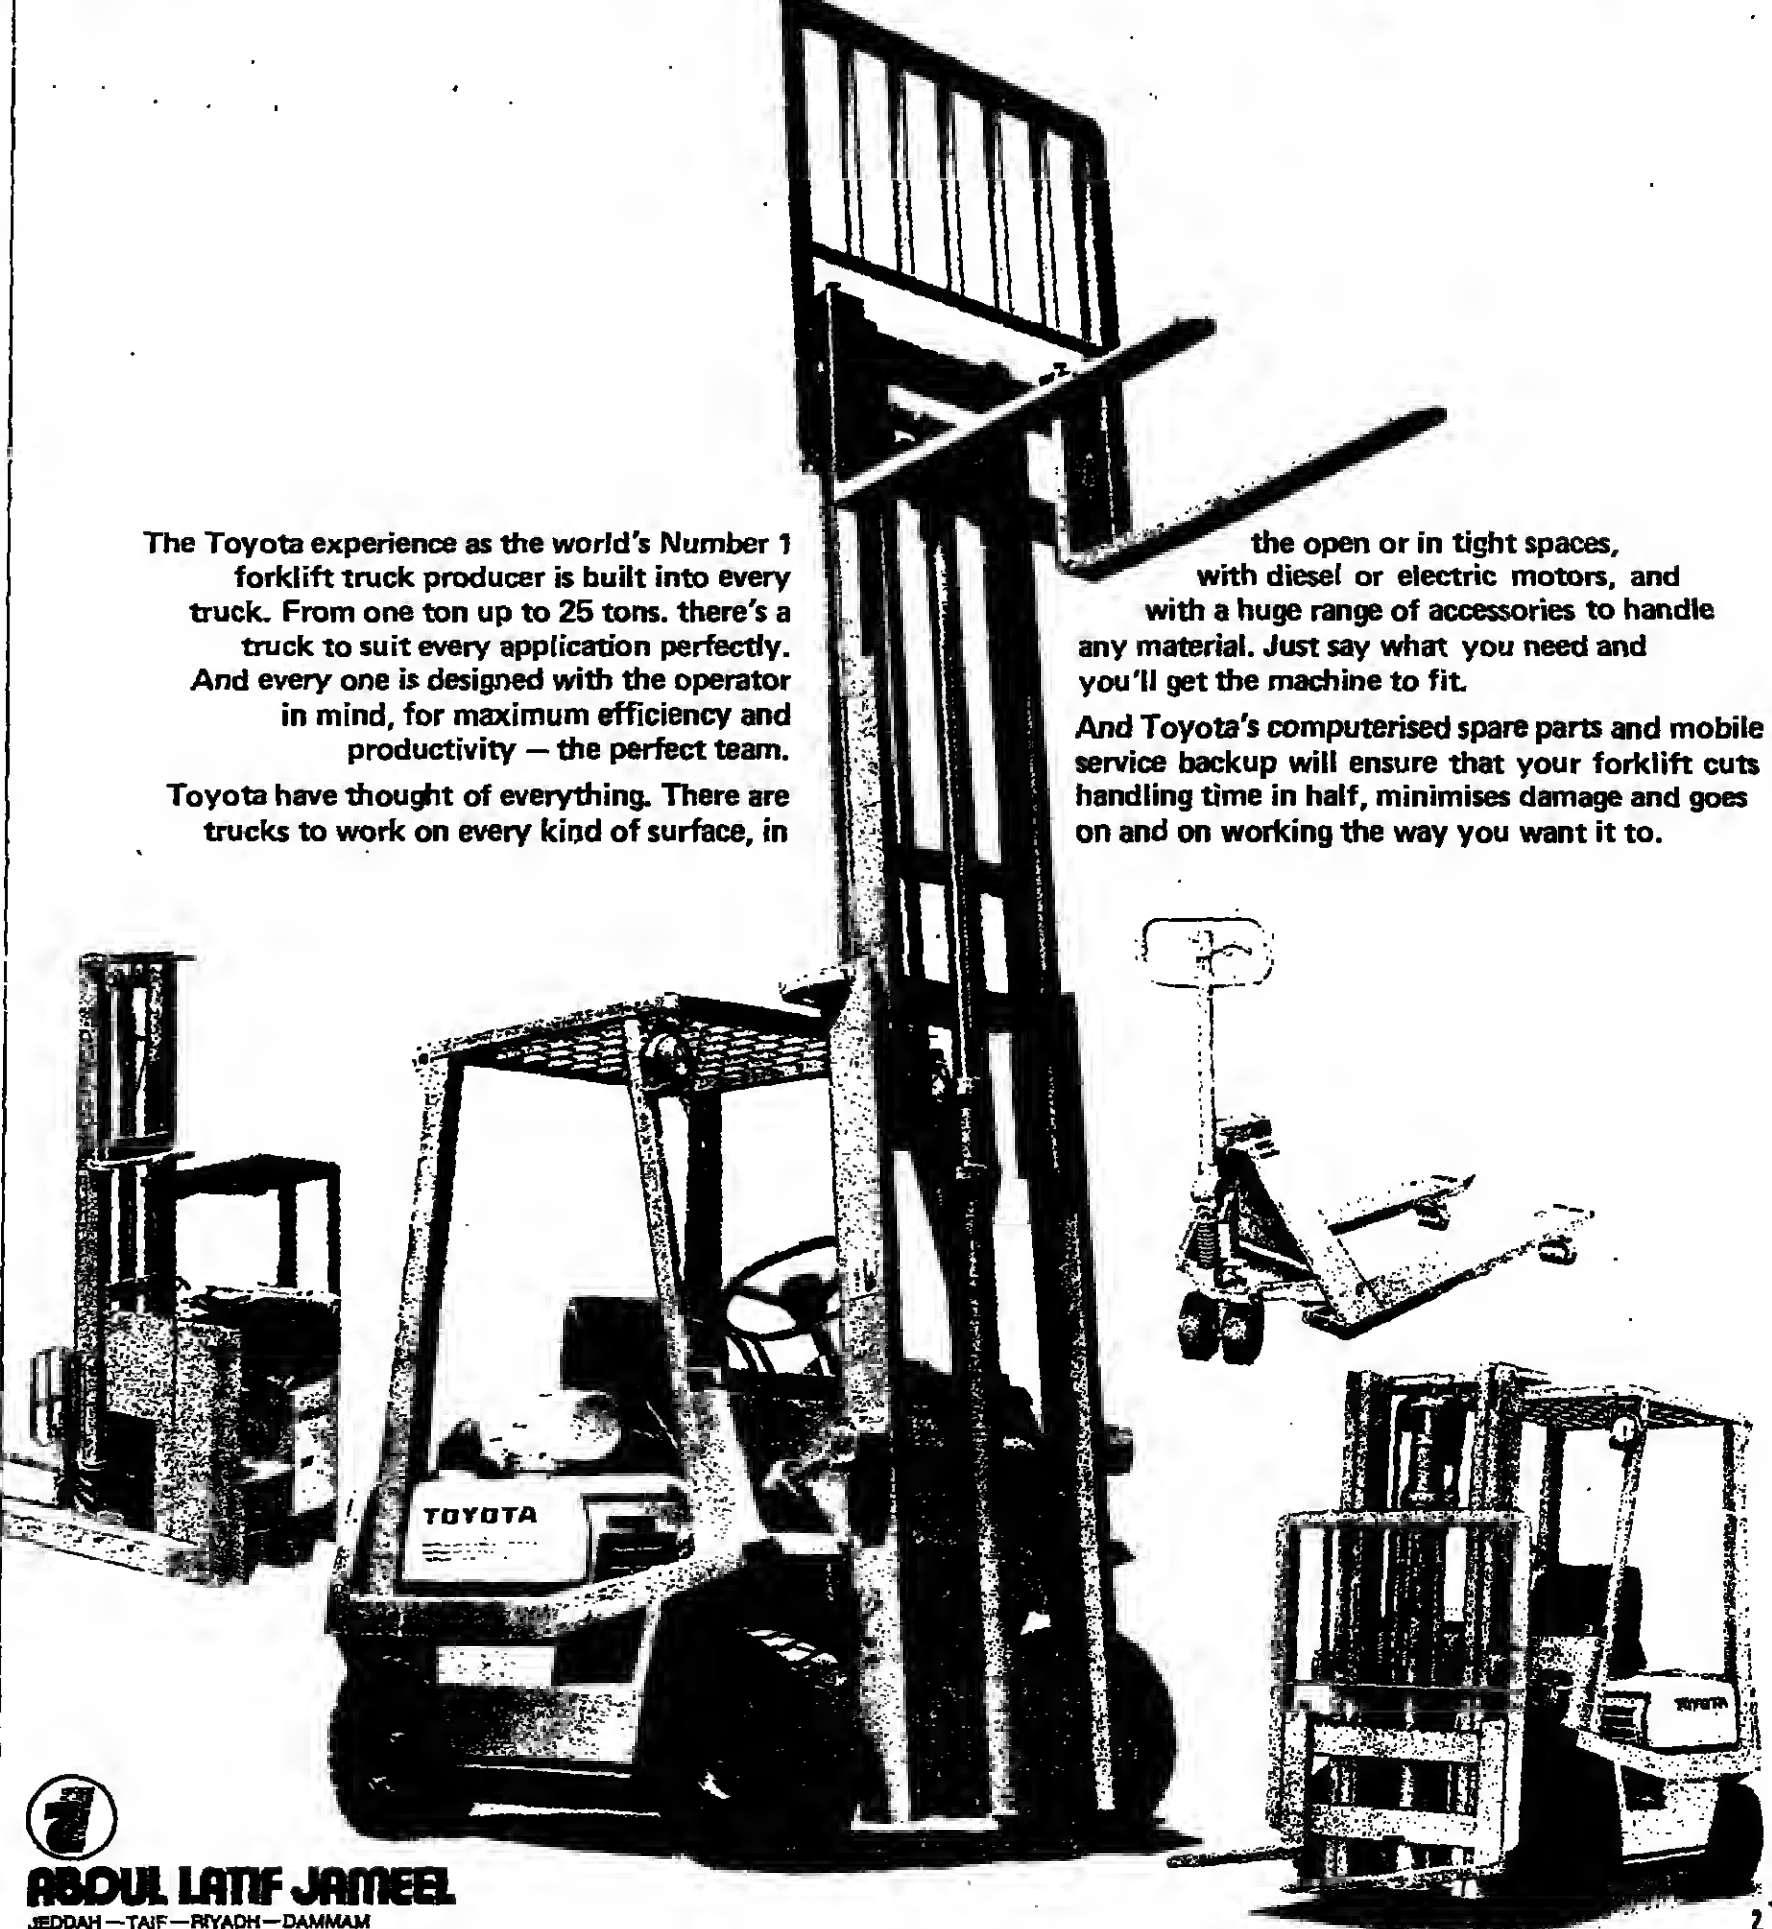 The Toyota experience as the world's Number 1
forklift truck producer is built into every
truck. From one ton up to 25 tons. there's a
truck to suit every application perfectly.
And every one is designed with the operator
in mind, for maximum efficiency and
productivity — the perfect team.
Toyota have thought of everything. There are
trucks to work on every kind of surface, in
the open or in tight spaces,
with diesel or electric motors, and
with a huge range of accessories to handle
any material. Just say what you need and
you'll get the machine to fit.
And Toyota's computerised spare parts and mobile
service backup will ensure that your forklift cuts
handling time in half, minimises damage and goes
on and on working the way you want it to.
TOYOTA
TOYOTA
ABDUL LATIF JAMEEL
JEDDAH — TAIF — RIYADH — DAMMAM
2